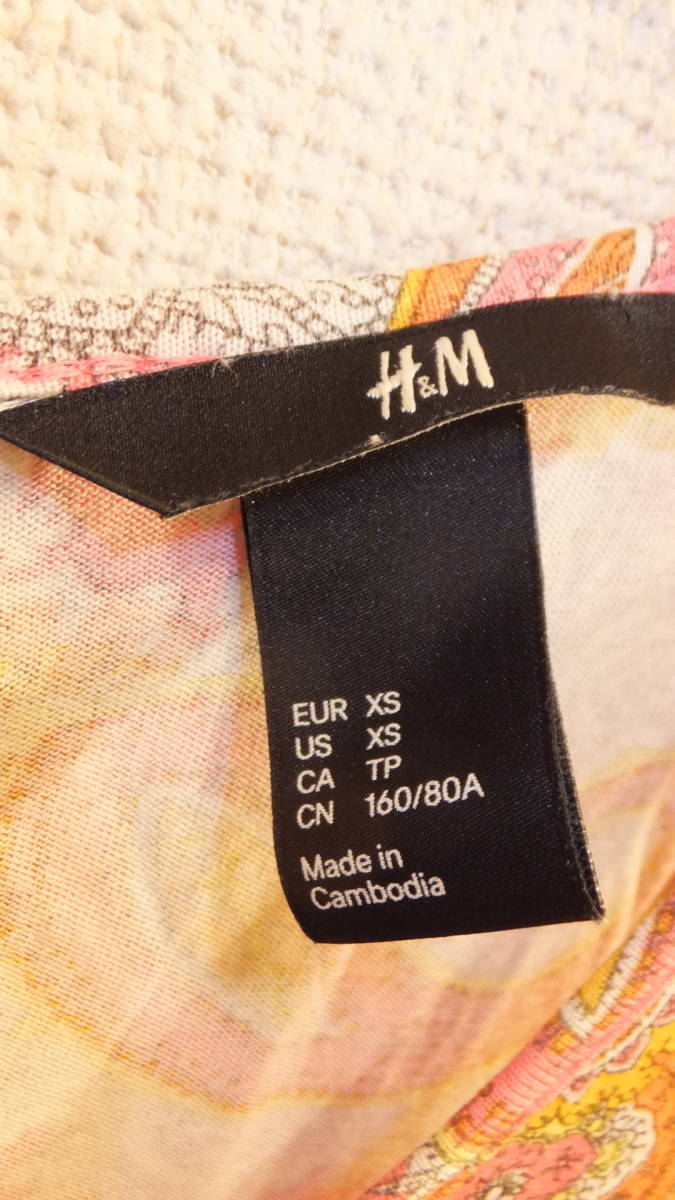 H&M
EUR XS
US XS
CA TP
CN 160/80A
Made in
Cambodia